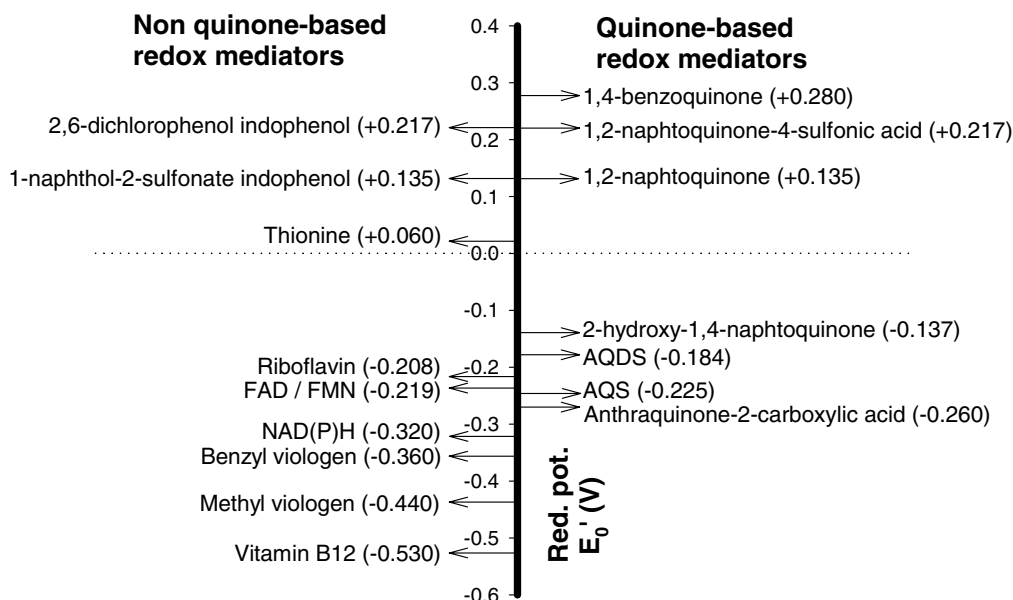 Non quinone-based
redox mediators
2,6-dichlorophenol indophenol (+0.217)
1-naphthol-2-sulfonate indophenol (+0.135)
Thionine (+0.060)
Riboflavin (-0.208)
FAD / FMN (-0.219)
NAD(P)H (-0.320)
Benzyl viologen (-0.360)
Methyl viologen (-0.440)
Vitamin B12 (-0.530)
0.4
0.3
0.2
0.1
0.0
-0.1
-0.2
-0.3
-0.4
-0.5
-0.6
Quinone-based
redox mediators
1,4-benzoquinone (+0.280)
1,2-naphtoquinone-4-sulfonic acid (+0.217)
1,2-naphtoquinone (+0.135)
2-hydroxy-1,4-naphtoquinone (-0.137)
AQDS (-0.184)
AQS (-0.225)
Anthraquinone-2-carboxylic acid (-0.260)
Red. pot.
E₀' (V)